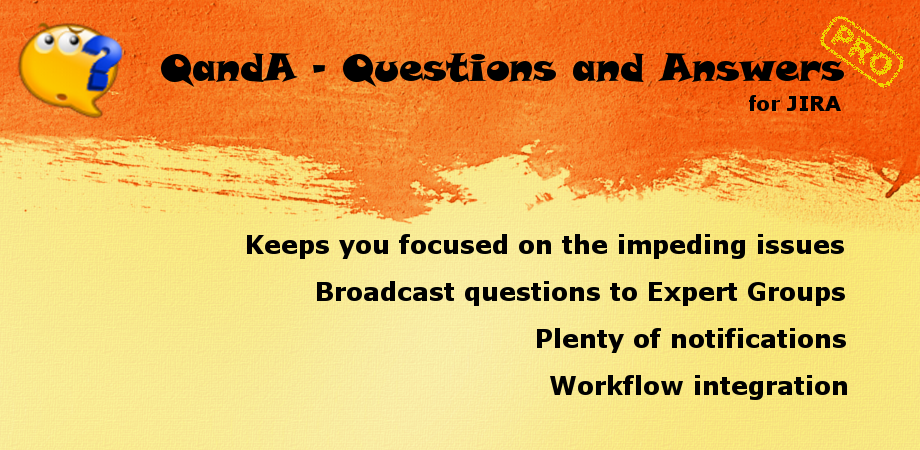 QandA - Questions and Answers
PRO
for JIRA
Keeps you focused on the impeding issues
Broadcast questions to Expert Groups
Plenty of notifications
Workflow integration